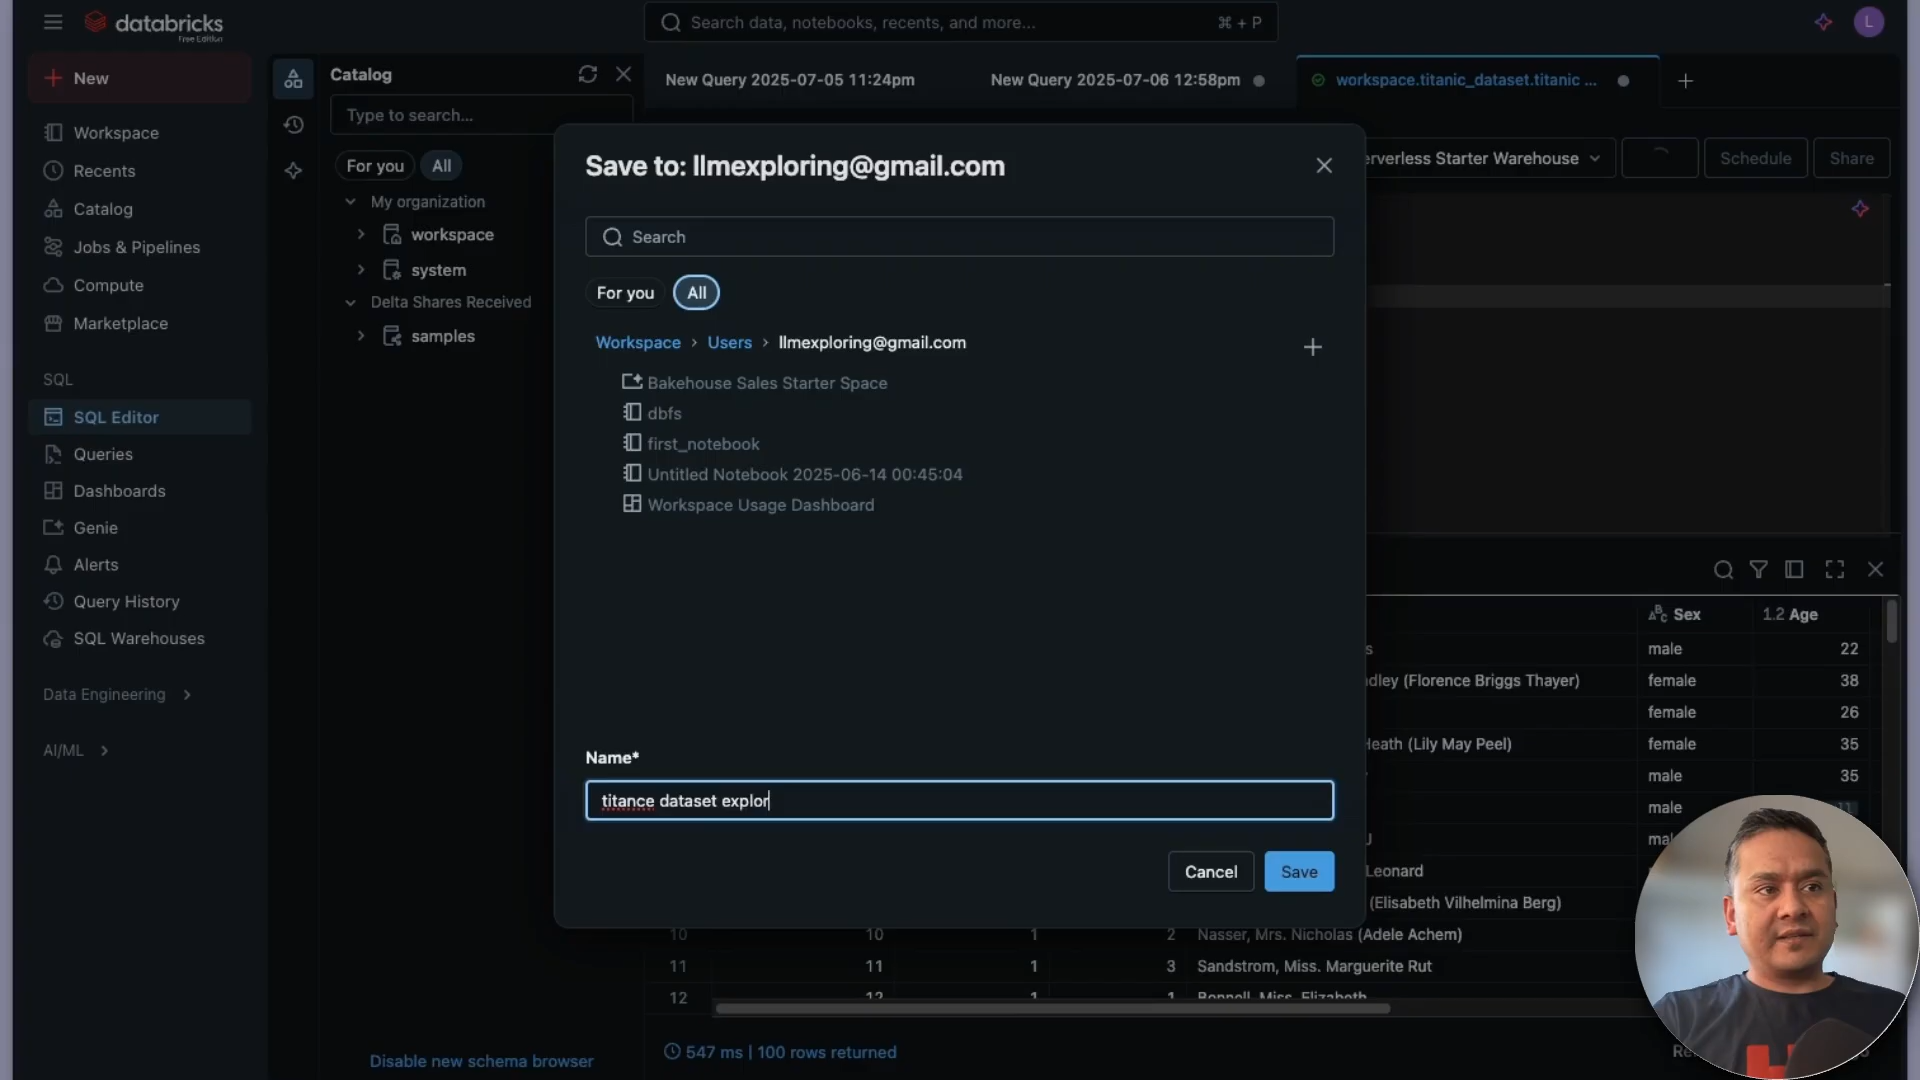 databricks
Free Edition
Search data, notebooks, recents, and more...
⌘ + P
L
New
Workspace
Recents
Catalog
Jobs & Pipelines
Compute
Marketplace
SQL
SQL Editor
Queries
Dashboards
Genie
Alerts
Query History
SQL Warehouses
Data Engineering
AI/ML
Catalog
Type to search...
For you
All
My organization
workspace
system
Delta Shares Received
samples
Disable new schema browser
New Query 2025-07-05 11:24pm
New Query 2025-07-06 12:58pm
workspace.titanic_dataset.titanic ...
erverless Starter Warehouse
Schedule
Share
Save to: llmexploring@gmail.com
Search
For you
All
Workspace › Users › llmexploring@gmail.com
Bakehouse Sales Starter Space
dbfs
first_notebook
Untitled Notebook 2025-06-14 00:45:04
Workspace Usage Dashboard
Name*
titance dataset explor
Cancel
Save
Sex
1.2 Age
s male 22
dley (Florence Briggs Thayer) female 38
female 26
Heath (Lily May Peel) female 35
male 35
male
J
Leonard
(Elisabeth Vilhelmina Berg)
10 10 1 2 Nasser, Mrs. Nicholas (Adele Achem)
11 11 1 3 Sandstrom, Miss. Marguerite Rut
12 12 1 1 Bonnell, Miss. Elizabeth
547 ms | 100 rows returned